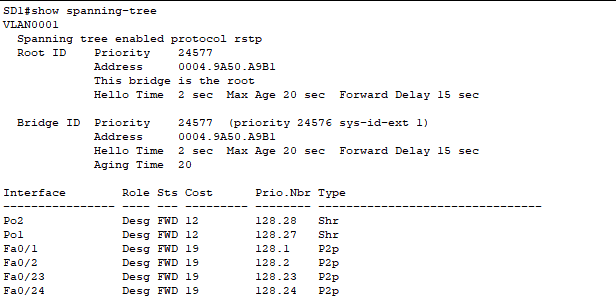 SD1#show spanning-tree
VLAN0001
  Spanning tree enabled protocol rstp
  Root ID    Priority    24577
             Address     0004.9A50.A9B1
             This bridge is the root
             Hello Time  2 sec  Max Age 20 sec  Forward Delay 15 sec

  Bridge ID  Priority    24577  (priority 24576 sys-id-ext 1)
             Address     0004.9A50.A9B1
             Hello Time  2 sec  Max Age 20 sec  Forward Delay 15 sec
             Aging Time  20

Interface        Role Sts Cost      Prio.Nbr Type
---------------- ---- --- --------- -------- --------------------------------
Po2              Desg FWD 12        128.28   Shr
Po1              Desg FWD 12        128.27   Shr
Fa0/1            Desg FWD 19        128.1    P2p
Fa0/2            Desg FWD 19        128.2    P2p
Fa0/23           Desg FWD 19        128.23   P2p
Fa0/24           Desg FWD 19        128.24   P2p